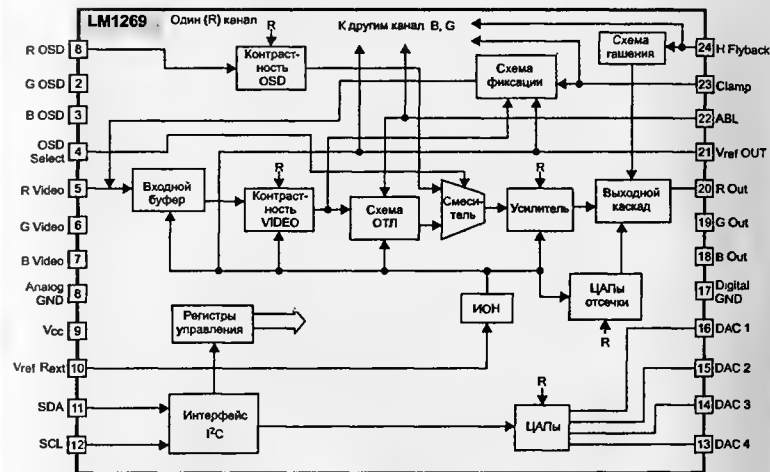 LM1269
Один (R) канал
R
К другим канал В, G
R OSD
8
Контраст-
ность
OSD
Схема
гашения
24
H Flyback
G OSD
2
Схема
фиксации
23
Clamp
B OSD
3
22
ABL
OSD
Select
4
21
Vref OUT
R
R
R Video
5
Входной
буфер
Контраст-
ность
VIDEO
Схема
ОТЛ
Смеси-
тель
Усилитель
Выходной
каскад
20
R Out
G Video
6
19
G Out
B Video
7
18
B Out
Analog
GND
8
ИОН
ЦАПы
отсечки
17
Digital
GND
Vcc
9
Регистры
управления
R
16
DAC 1
Vref Rext
10
15
DAC 2
R
SDA
11
Интерфейс
I²C
ЦАПы
14
DAC 3
SCL
12
13
DAC 4